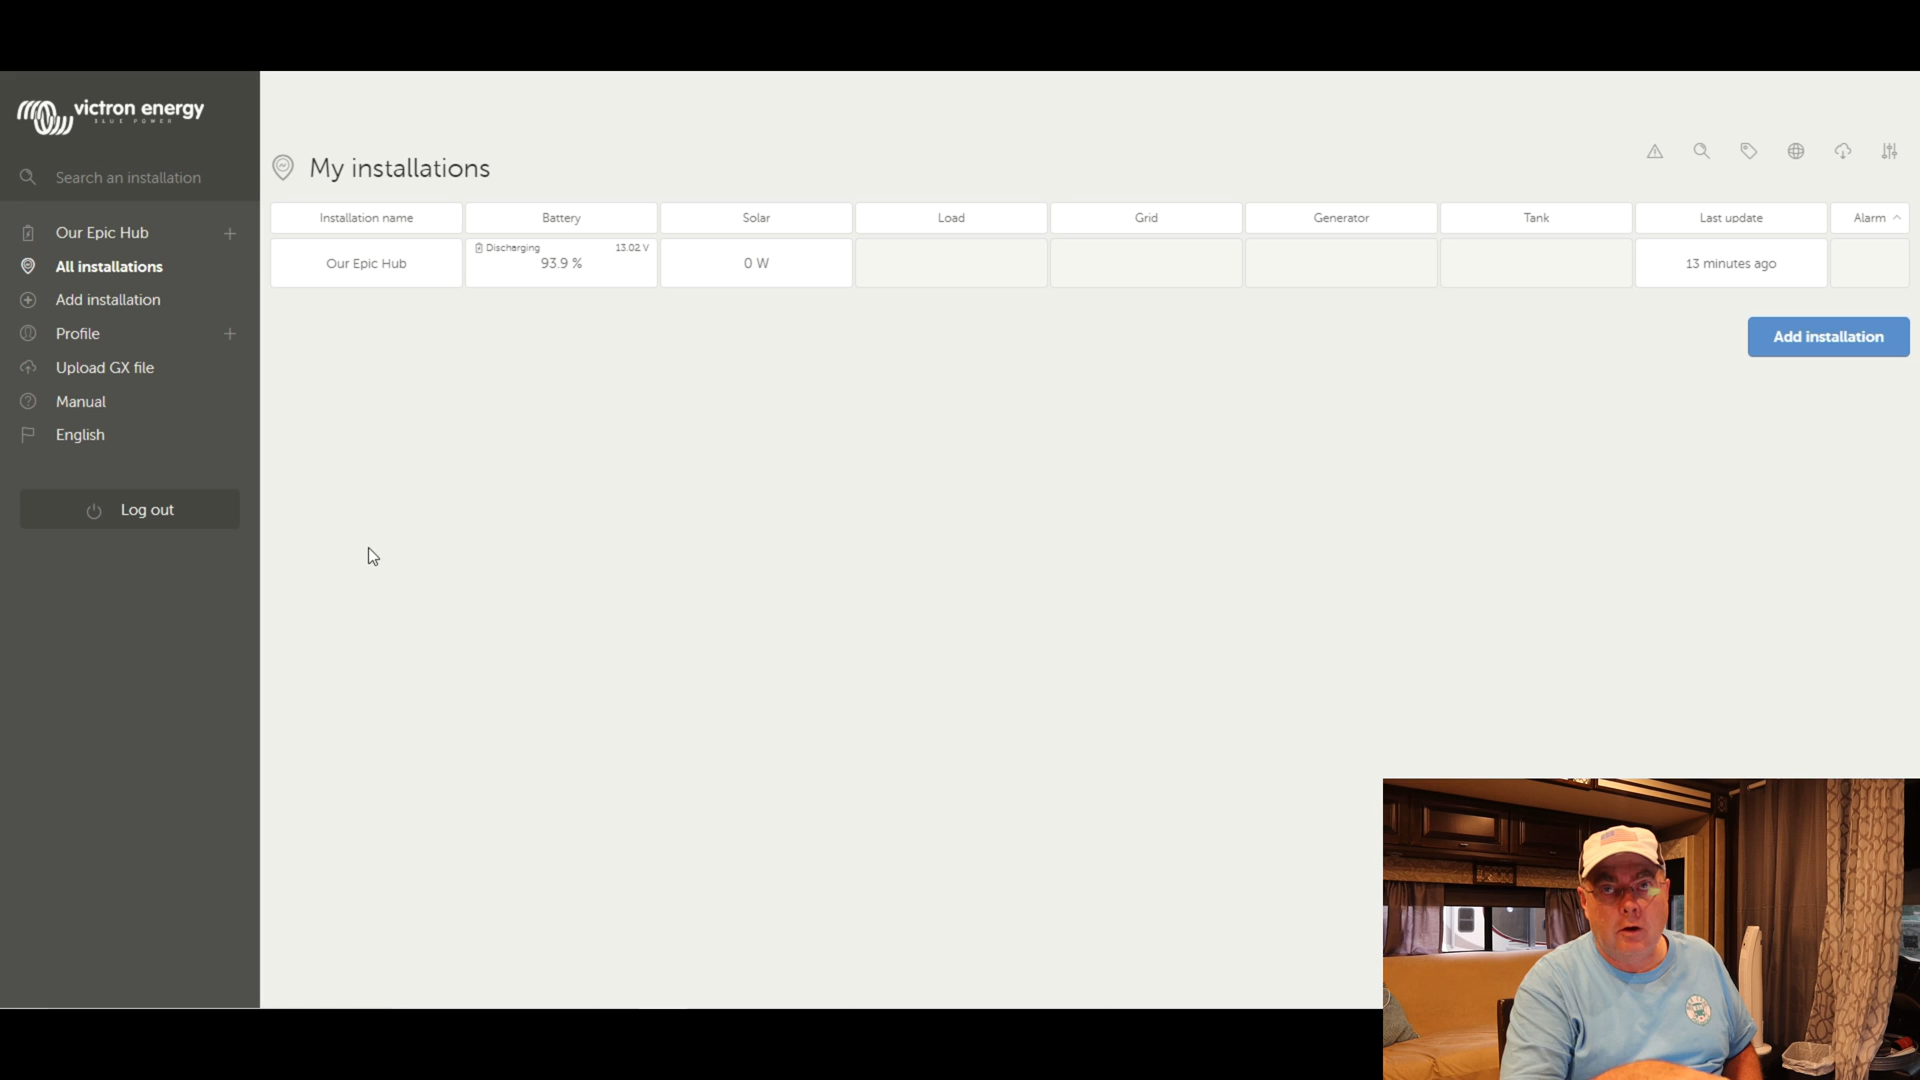 victron energy
BLUE POWER
Search an installation
Our Epic Hub
All installations
Add installation
Profile
Upload GX file
Manual
English
Log out
My installations
Installation name Battery Solar Load Grid Generator Tank Last update Alarm
Discharging 13.02 V
Our Epic Hub 93.9 % 0 W 13 minutes ago
Add installation